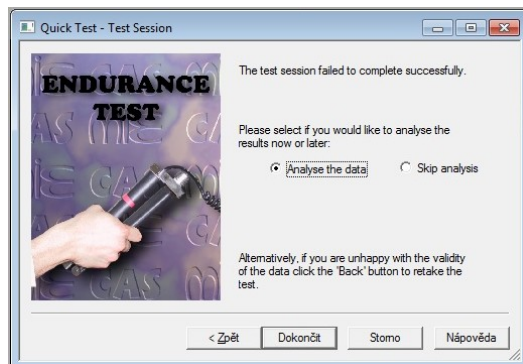 Quick Test - Test Session
ENDURANCE
TEST
The test session failed to complete successfully.
Please select if you would like to analyse the
results now or later:
Analyse the data
Skip analysis
Alternatively, if you are unhappy with the validity
of the data click the 'Back' button to retake the
test.
< Zpět
Dokončit
Storno
Nápověda